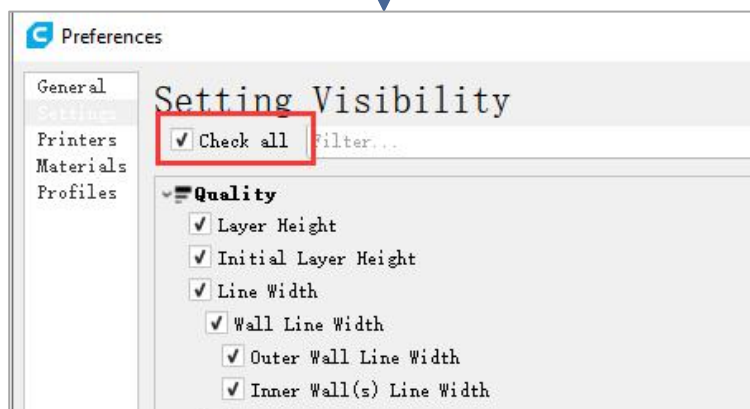 Preferences
General
Settings
Printers
Materials
Profiles
Setting Visibility
Check all
Filter...
Quality
Layer Height
Initial Layer Height
Line Width
Wall Line Width
Outer Wall Line Width
Inner Wall(s) Line Width